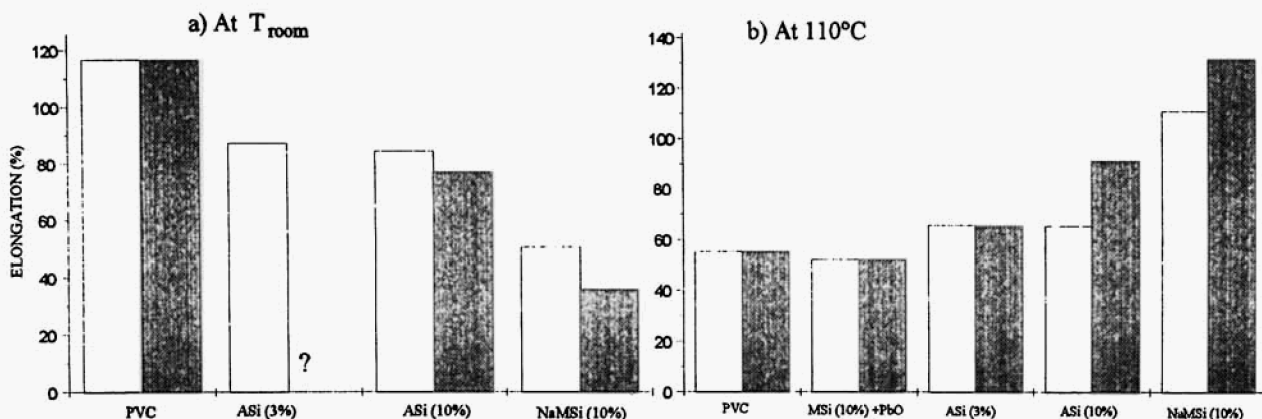 a) At Troom
120
100
80
60
40
20
0
ELONGATION (%)
?
PVC
ASi (3%)
ASi (10%)
NaMSi (10%)
b) At 110°C
140
120
100
80
60
40
20
0
PVC
MSi (10%) +PbO
ASi (3%)
ASi (10%)
NaMSi (10%)